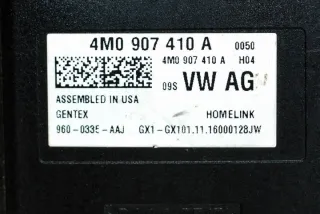 4M0 907 410 A 0050
4M0 907 410 A H04
09S VW AG
ASSEMBLED IN USA
GENTEX HOMELINK
960-0335-AAJ GX1-GX101.11.16000128JW